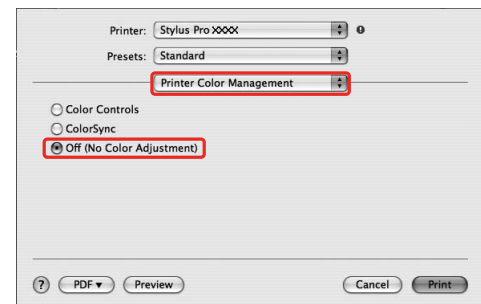 Printer: Stylus Pro XXXX
Presets: Standard
Printer Color Management
Color Controls
ColorSync
Off (No Color Adjustment)
? PDF▼ Preview Cancel Print